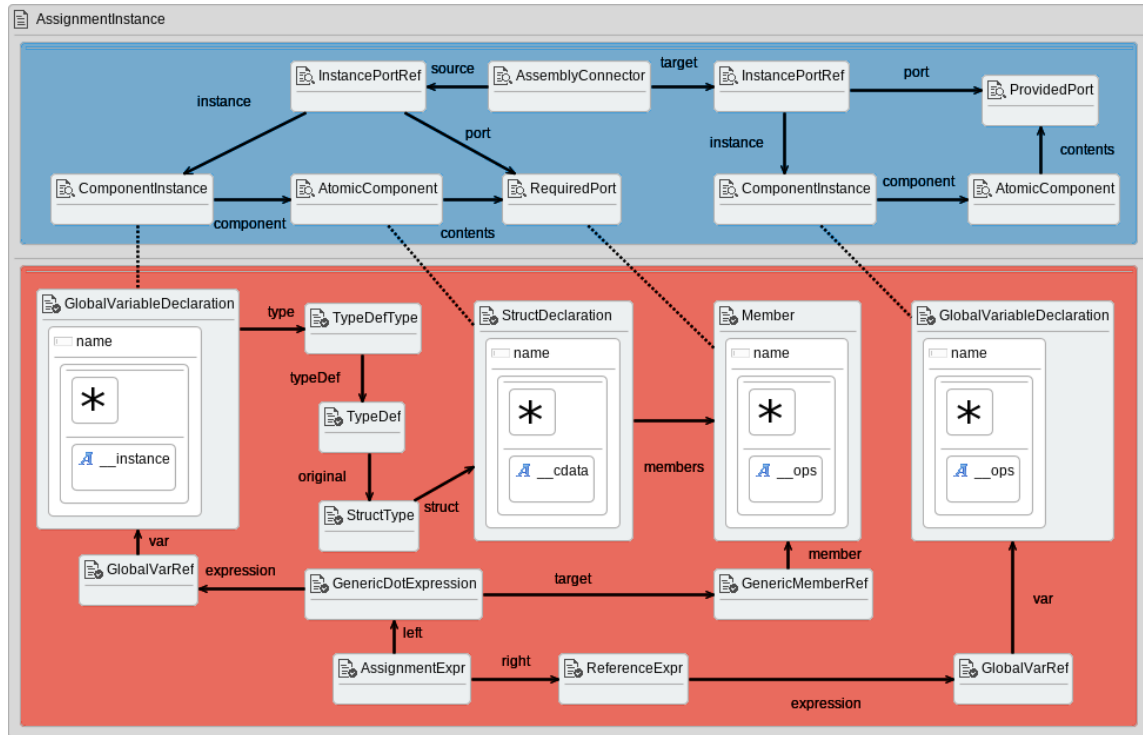 AssignmentInstance
InstancePortRef
source
AssemblyConnector
target
InstancePortRef
port
ProvidedPort
instance
port
instance
contents
ComponentInstance
component
AtomicComponent
contents
RequiredPort
ComponentInstance
component
AtomicComponent
GlobalVariableDeclaration
name
*
A __instance
type
TypeDefType
typeDef
TypeDef
original
StructType
struct
StructDeclaration
name
*
A __cdata
members
Member
name
*
A __ops
GlobalVariableDeclaration
name
*
A __ops
var
member
GlobalVarRef
expression
GenericDotExpression
target
GenericMemberRef
var
left
AssignmentExpr
right
ReferenceExpr
expression
GlobalVarRef